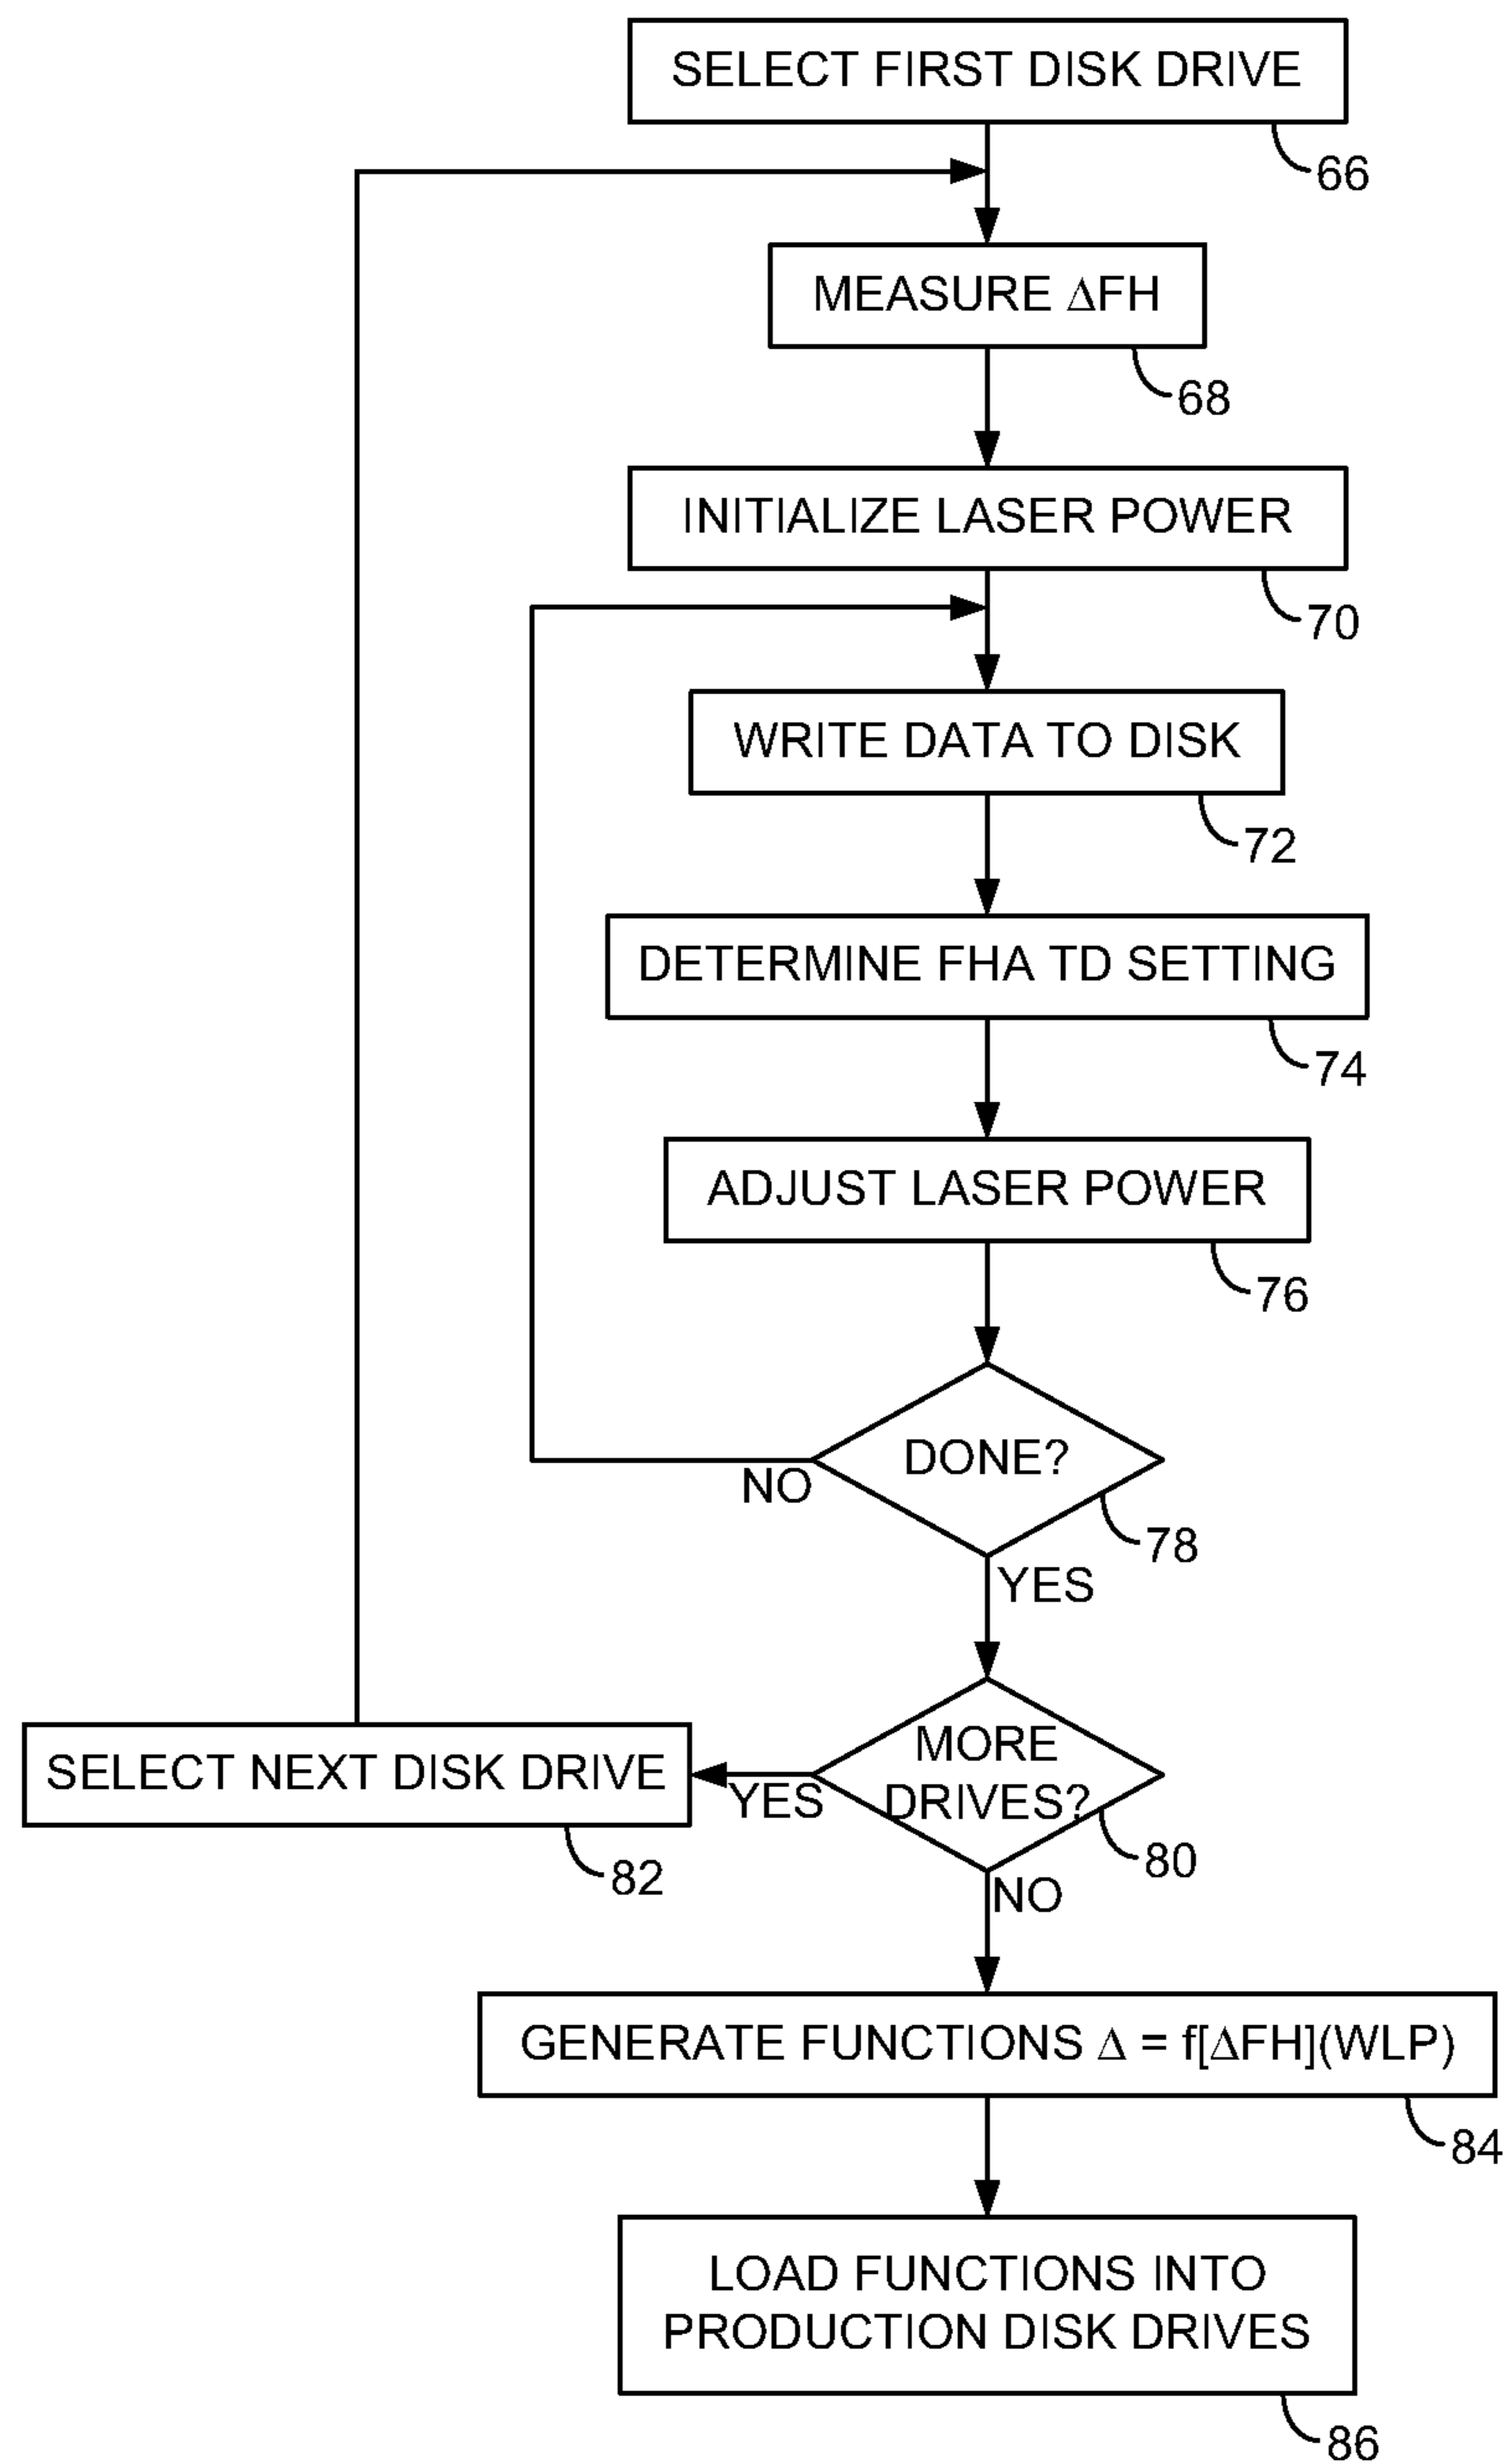 SELECT FIRST DISK DRIVE
66
MEASURE ΔFH
68
INITIALIZE LASER POWER
70
WRITE DATA TO DISK
72
DETERMINE FHA TD SETTING
74
ADJUST LASER POWER
76
DONE?
NO
78
YES
MORE
DRIVES?
SELECT NEXT DISK DRIVE
YES
80
82
NO
GENERATE FUNCTIONS Δ = f[ΔFH](WLP)
84
LOAD FUNCTIONS INTO
PRODUCTION DISK DRIVES
86